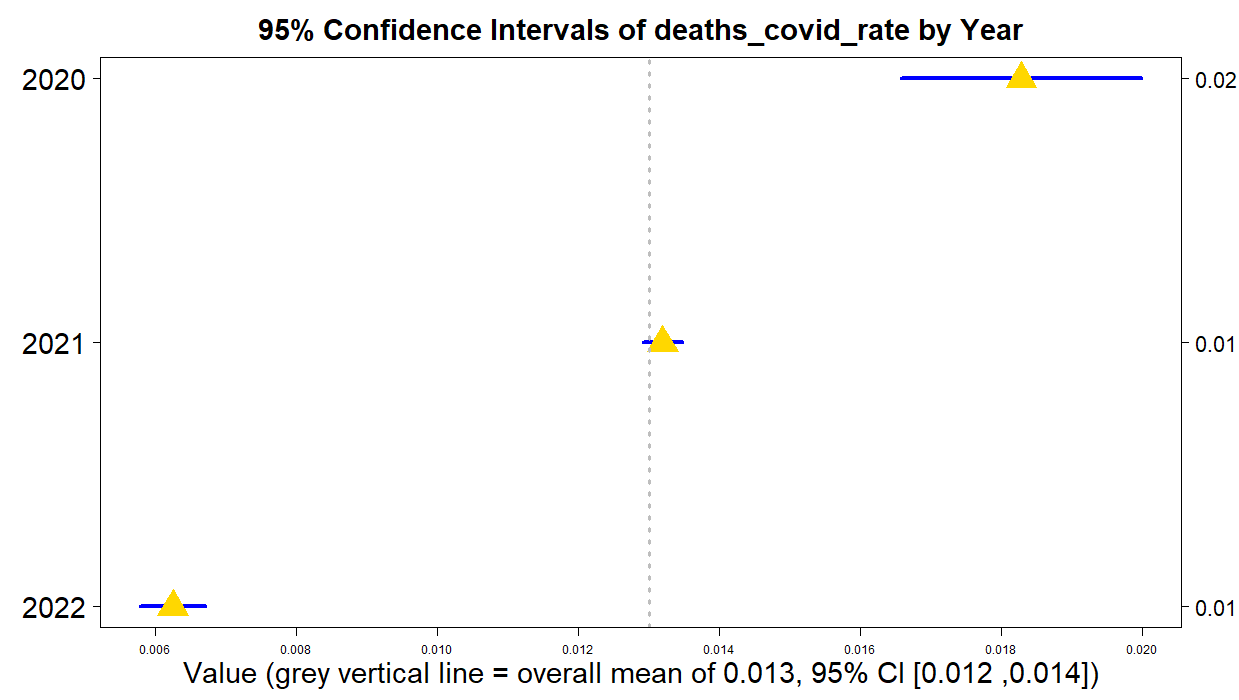 95% Confidence Intervals of deaths_covid_rate by Year
2020 0.02
2021 0.01
2022 0.01
0.006 0.008 0.010 0.012 0.014 0.016 0.018 0.020
Value (grey vertical line = overall mean of 0.013, 95% CI [0.012 ,0.014])